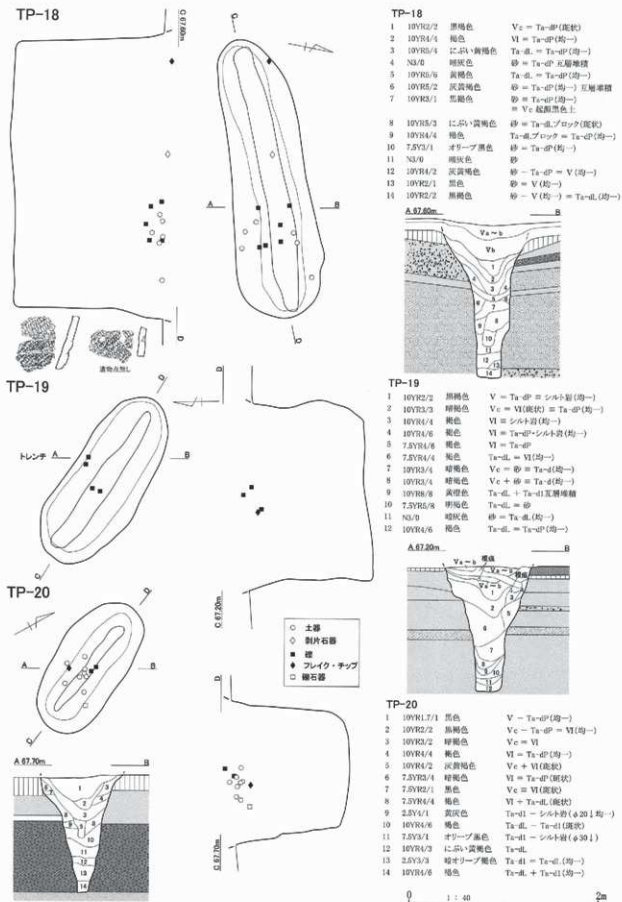 TP-18
C 67.60m
D
A
B
C
D
遺物点無し
TP-18
1 10YR2/2 黒褐色 Vc = Ta-dP(斑状)
2 10YR4/4 褐色 VI = Ta-dP(均一)
3 10YR5/4 にぶい黄褐色 Ta-dL = Ta-dP(均一)
4 N3/0 暗灰色 砂 = Ta-dP 互層堆積
5 10YR5/6 黄褐色 Ta-dL = Ta-dP(均一)
6 10YR5/2 灰黄褐色 砂 = Ta-dP(均一) 互層堆積
7 10YR3/1 黒褐色 砂 ≡ Ta-dP(均一)
≡ Vc 起源黒色土
8 10YR5/3 にぶい黄褐色 砂 = Ta-dLブロック(斑状)
9 10YR4/4 褐色 Ta-dLブロック = Ta-dP(均一)
10 7.5Y3/1 オリーブ黒色 砂 = Ta-dP(均一)
11 N3/0 暗灰色 砂
12 10YR4/2 灰黄褐色 砂 - Ta-dP = V(均一)
13 10YR2/1 黒色 砂 = V(均一)
14 10YR2/2 黒褐色 砂 - V(均一) = Ta-dL(均一)
A 67.60m
B
Va～b
Vb
TP-19
トレンチ
A
B
C
D
C 67.20m
D
TP-19
1 10YR2/2 黒褐色 V = Ta-dP ≡ シルト岩(均一)
2 10YR3/3 暗褐色 Vc = VI(斑状) ≡ Ta-dP(均一)
3 10YR4/4 褐色 VI ≡ シルト岩(均一)
4 10YR4/6 褐色 VI = Ta-dP・シルト岩(均一)
5 7.5YR4/6 褐色 VI = Ta-dP
6 7.5YR4/4 褐色 Ta-dL = VI(均一)
7 10YR3/4 暗褐色 Vc = 砂 ≡ Ta-d(均一)
8 10YR3/4 暗褐色 Vc + 砂 ≡ Ta-d(均一)
9 10YR8/8 黄橙色 Ta-dL + Ta-d1互層堆積
10 7.5YR5/8 明褐色 Ta-dL = 砂
11 N3/0 暗灰色 砂 = Ta-dL(均一)
12 10YR4/6 褐色 Ta-dL = Ta-dP(均一)
A 67.20m
B
Va～b
根痕
Va～b
根痕
TP-20
A
B
C
D
○ 土器
◇ 剥片石器
■ 礫
◆ フレイク・チップ
□ 礫石器
D
C 67.70m
A 67.70m
B
TP-20
1 10YR1.7/1 黒色 V - Ta-dP(均一)
2 10YR2/2 黒褐色 Vc - Ta-dP = VI(均一)
3 10YR3/2 暗褐色 Vc = VI
4 10YR4/4 褐色 VI = Ta-dP(均一)
5 10YR4/2 灰黄褐色 Vc + VI(斑状)
6 7.5YR3/4 暗褐色 VI = Ta-dP(斑状)
7 7.5YR2/1 黒色 Vc ≡ VI(斑状)
8 7.5YR4/4 褐色 VI + Ta-dL(斑状)
9 2.5Y4/1 黄灰色 Ta-d1 - シルト岩(φ20↓均一)
10 10YR4/6 褐色 Ta-dL - Ta-d1(斑状)
11 7.5Y3/1 オリーブ黒色 Ta-d1 - シルト岩(φ30↓)
12 10YR4/3 にぶい黄褐色 Ta-dL
13 2.5Y3/3 暗オリーブ褐色 Ta-d1 = Ta-dL(均一)
14 10YR4/6 褐色 Ta-dL + Ta-d1(均一)
0 1:40 2m